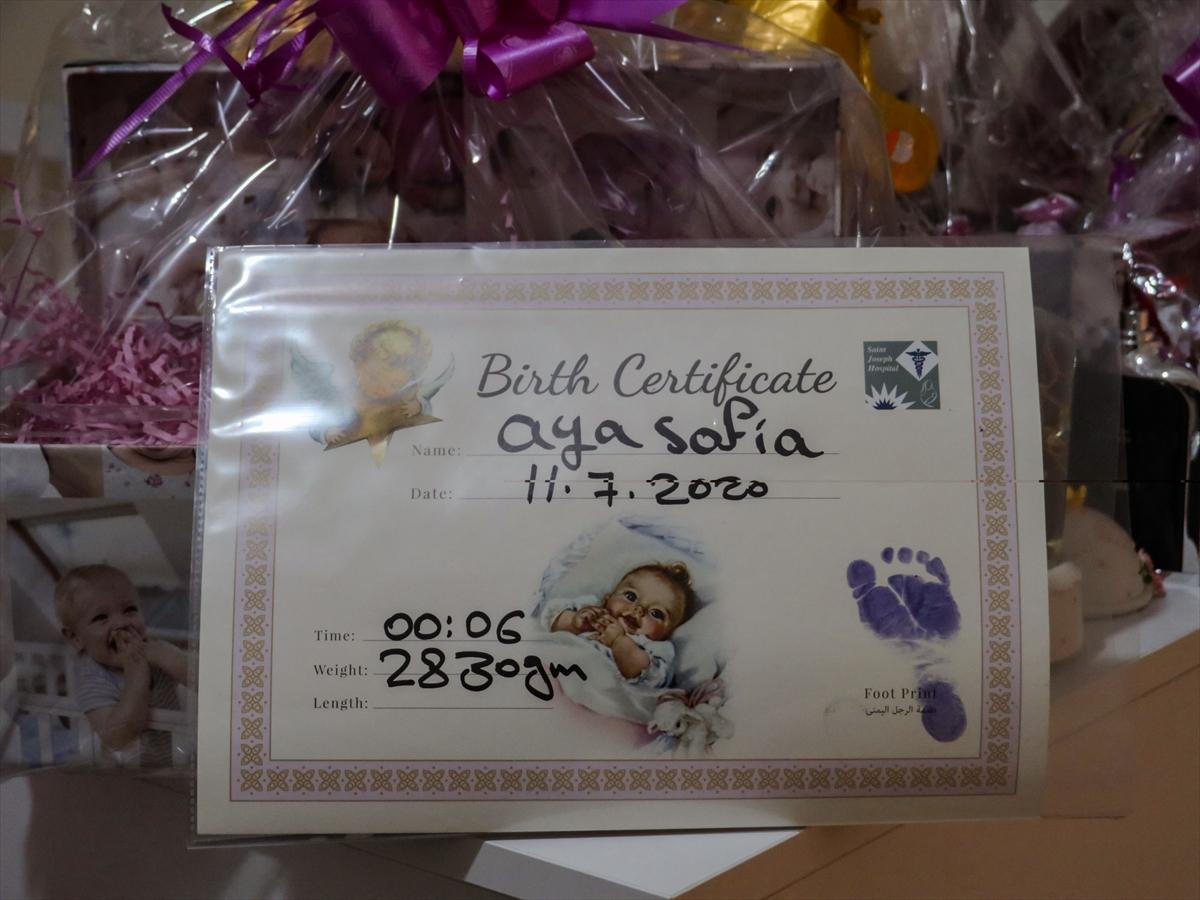 Birth Certificate
Saint
Joseph
Hospital
Name: aya sofia
Date: 11.7.2020
Time: 00:06
Weight: 2830gm
Length:
Foot Print
بصمة الرجل اليمنى